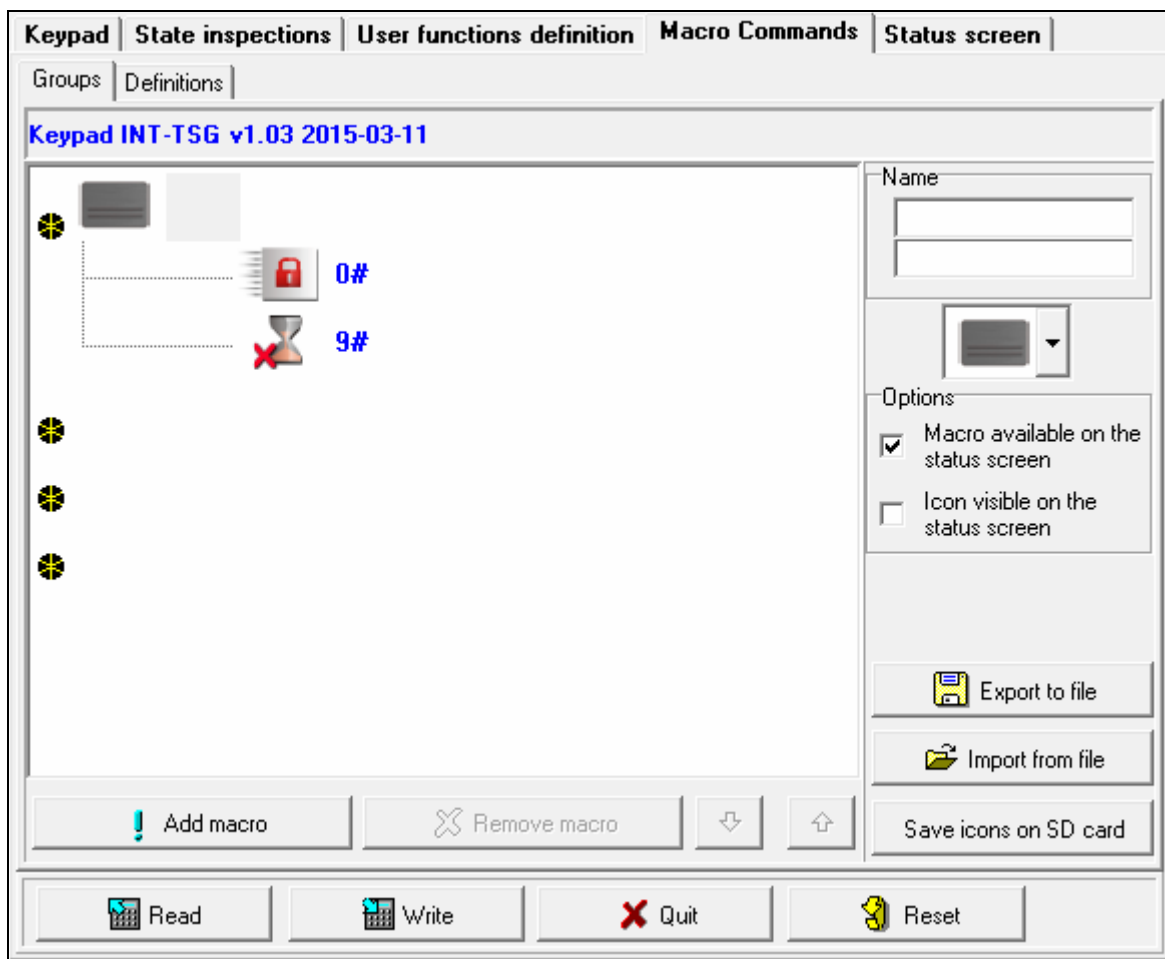 Keypad State inspections User functions definition Macro Commands Status screen
Groups Definitions
Keypad INT-TSG v1.03 2015-03-11
Name
0#
9#
Options
Macro available on the
status screen
Icon visible on the
status screen
Export to file
Import from file
Add macro Remove macro Save icons on SD card
Read Write Quit Reset